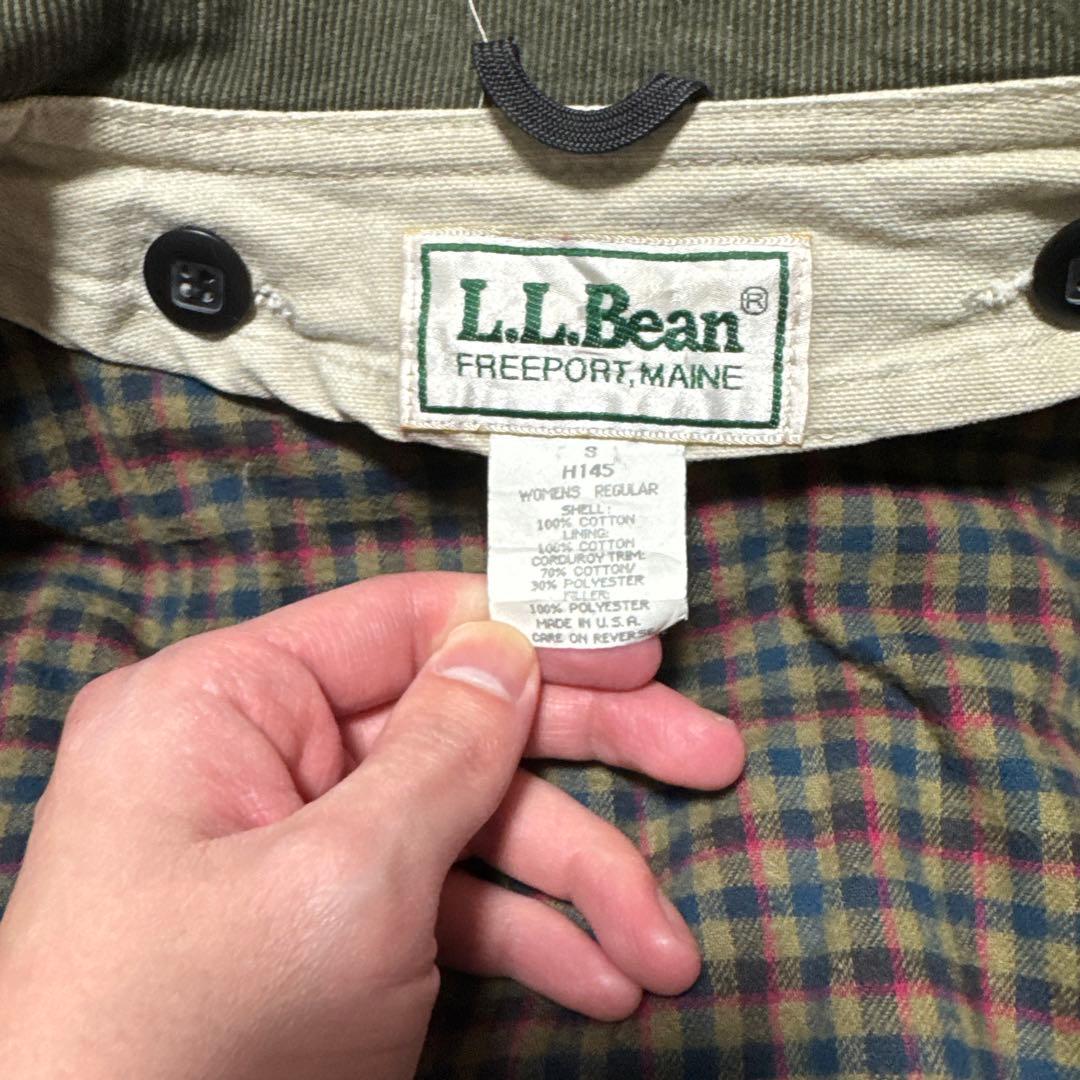 L.L.Bean®
FREEPORT, MAINE
S
H145
WOMENS REGULAR
SHELL:
100% COTTON
LINING:
100% COTTON
CORDUROY TRIM:
70% COTTON/
30% POLYESTER
FILLER:
100% POLYESTER
MADE IN U.S.A.
CARE ON REVERSE